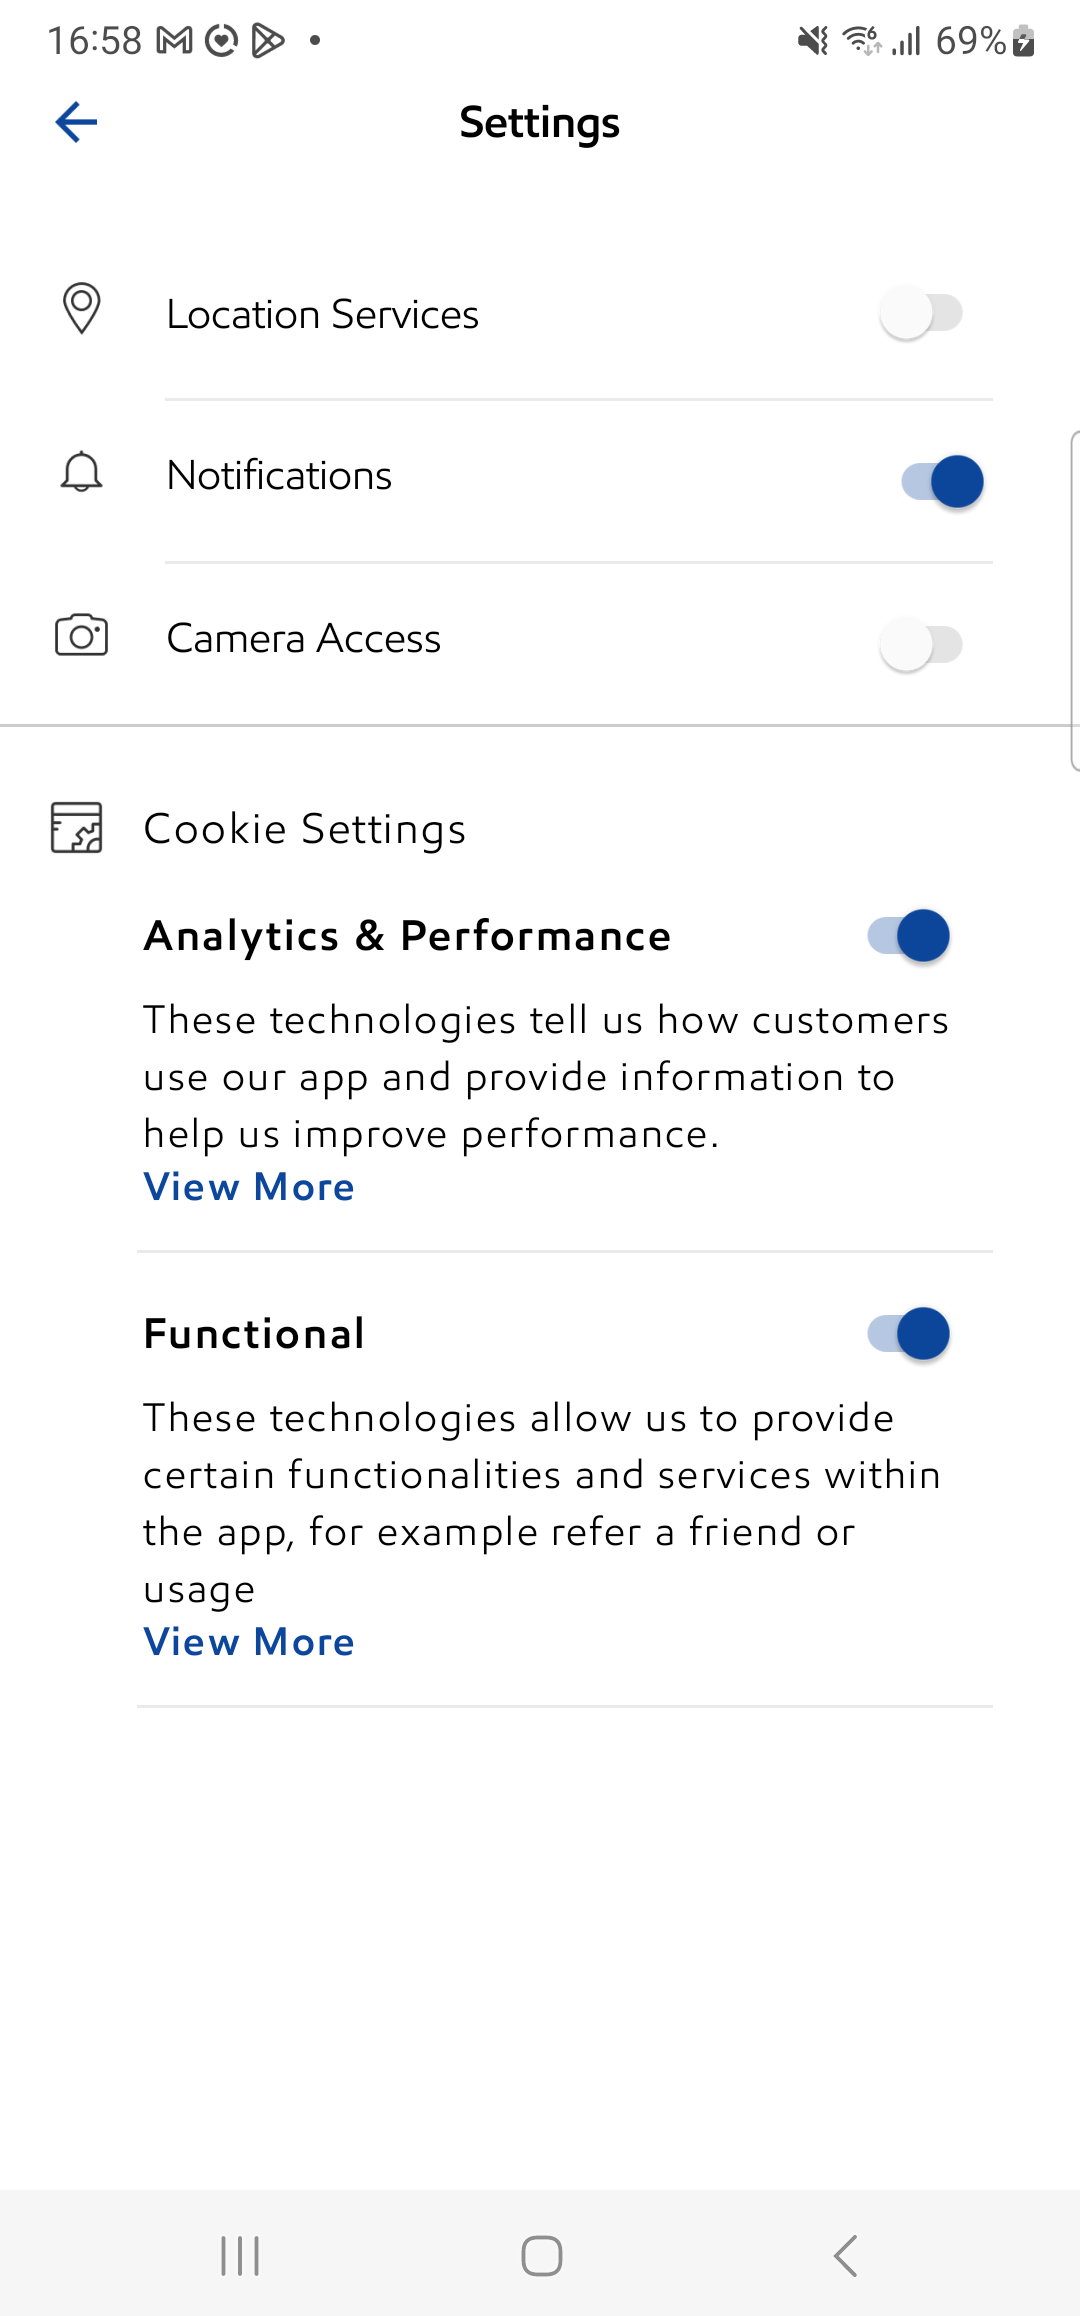 16:58
69%
Settings
Location Services
Notifications
Camera Access
Cookie Settings
Analytics & Performance
These technologies tell us how customers
use our app and provide information to
help us improve performance.
View More
Functional
These technologies allow us to provide
certain functionalities and services within
the app, for example refer a friend or
usage
View More